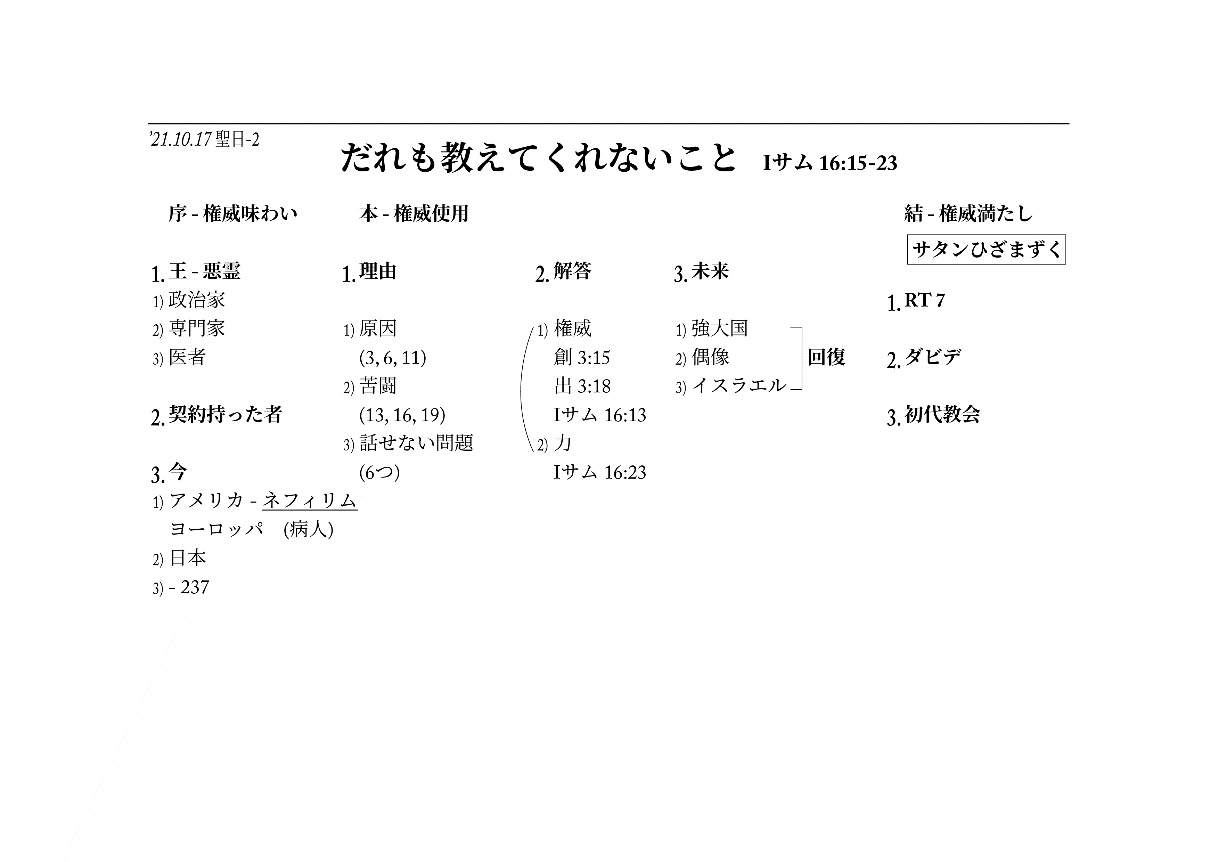 '21.10.17 聖日-2
だれも教えてくれないこと Iサム 16:15-23
序 - 権威味わい
1. 王 - 悪霊
1) 政治家
2) 専門家
3) 医者
2. 契約持った者
3. 今
1) アメリカ - ネフィリム
ヨーロッパ (病人)
2) 日本
3) - 237
本 - 権威使用
1. 理由
1) 原因
(3, 6, 11)
2) 苦闘
(13, 16, 19)
3) 話せない問題
(6つ)
2. 解答
1) 権威
創 3:15
出 3:18
Iサム 16:13
2) 力
Iサム 16:23
3. 未来
1) 強大国
2) 偶像
3) イスラエル
回復
結 - 権威満たし
サタンひざまずく
1. RT 7
2. ダビデ
3. 初代教会